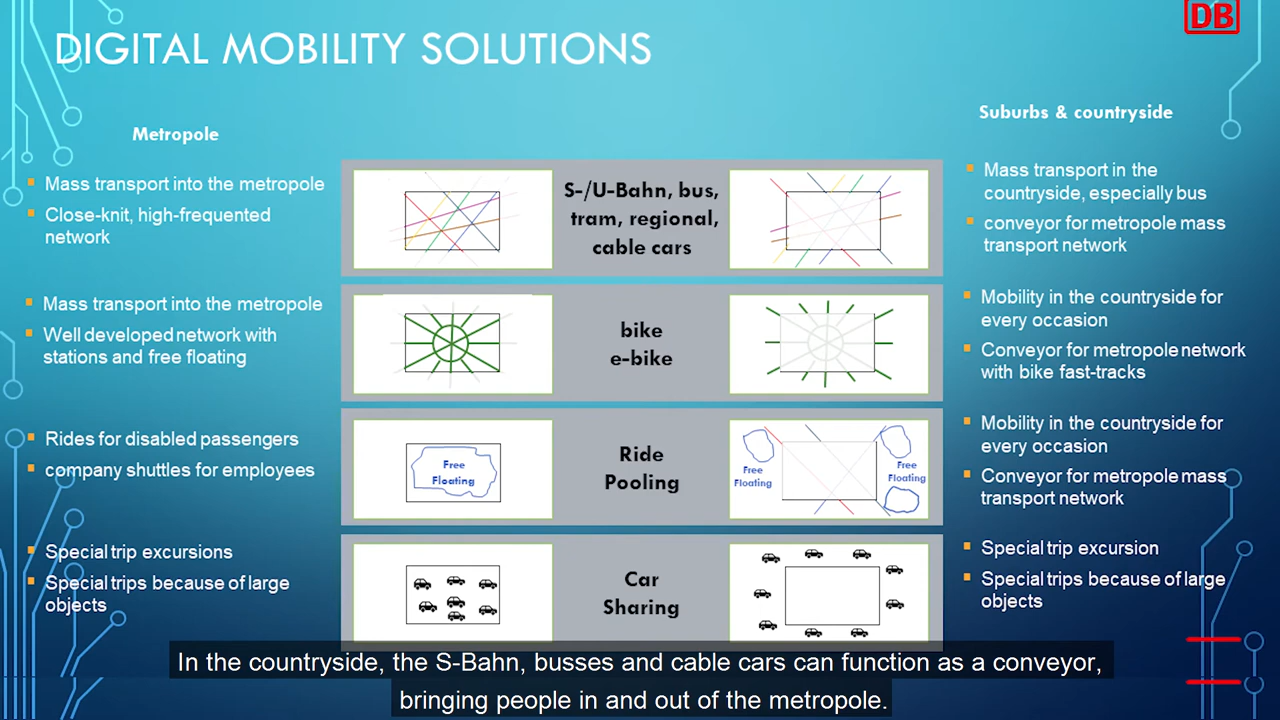 DB
DIGITAL MOBILITY SOLUTIONS
Metropole
Suburbs & countryside
Mass transport into the metropole
Close-knit, high-frequented
network
S-/U-Bahn, bus,
tram, regional,
cable cars
Mass transport in the
countryside, especially bus
conveyor for metropole mass
transport network
Mass transport into the metropole
Well developed network with
stations and free floating
bike
e-bike
Mobility in the countryside for
every occasion
Conveyor for metropole network
with bike fast-tracks
Rides for disabled passengers
company shuttles for employees
Free
Floating
Ride
Pooling
Free
Floating
Free
Floating
Mobility in the countryside for
every occasion
Conveyor for metropole mass
transport network
Special trip excursions
Special trips because of large
objects
Car
Sharing
Special trip excursion
Special trips because of large
objects
In the countryside, the S-Bahn, busses and cable cars can function as a conveyor,
bringing people in and out of the metropole.